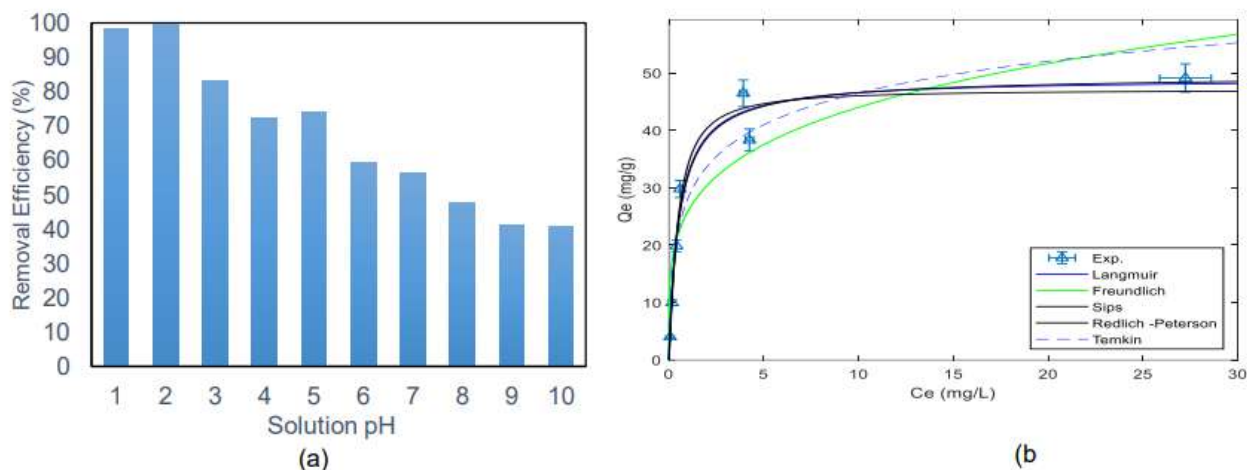 100
90
80
70
60
50
40
30
20
10
0
Removal Efficiency (%)
1 2 3 4 5 6 7 8 9 10
Solution pH
(a)
50
40
30
20
10
0
Qe (mg/g)
Exp.
Langmuir
Freundlich
Sips
Redlich -Peterson
Temkin
0 5 10 15 20 25 30
Ce (mg/L)
(b)